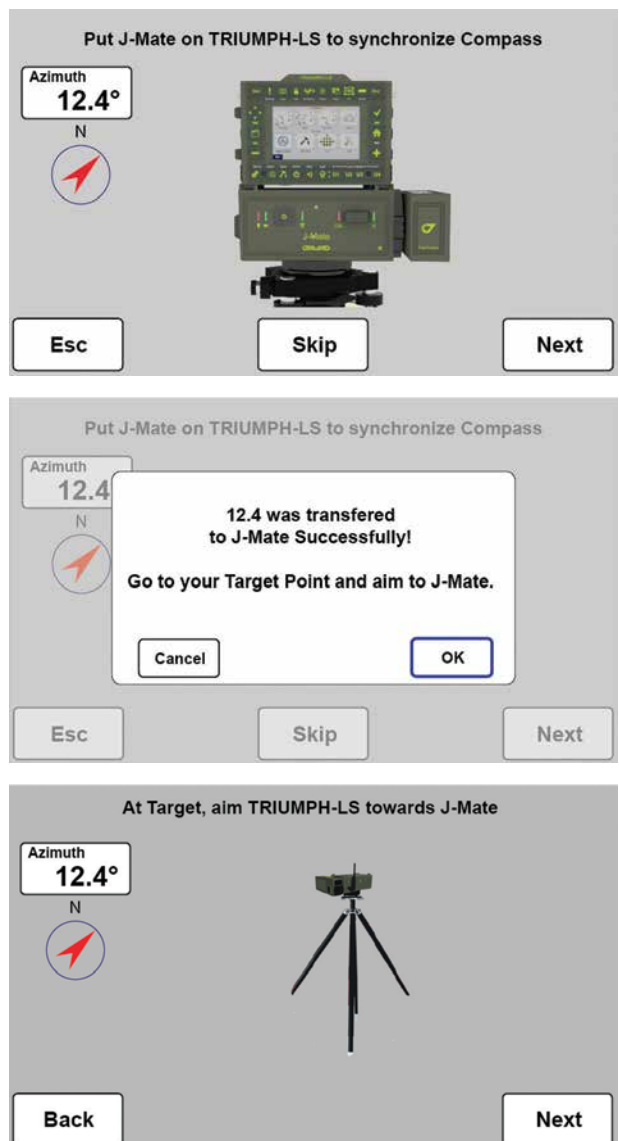 Put J-Mate on TRIUMPH-LS to synchronize Compass
Azimuth
12.4°
N
J-Mate
Esc
Skip
Next
Put J-Mate on TRIUMPH-LS to synchronize Compass
Azimuth
12.4
N
12.4 was transfered
to J-Mate Successfully!
Go to your Target Point and aim to J-Mate.
Cancel
OK
Esc
Skip
Next
At Target, aim TRIUMPH-LS towards J-Mate
Azimuth
12.4°
N
Back
Next